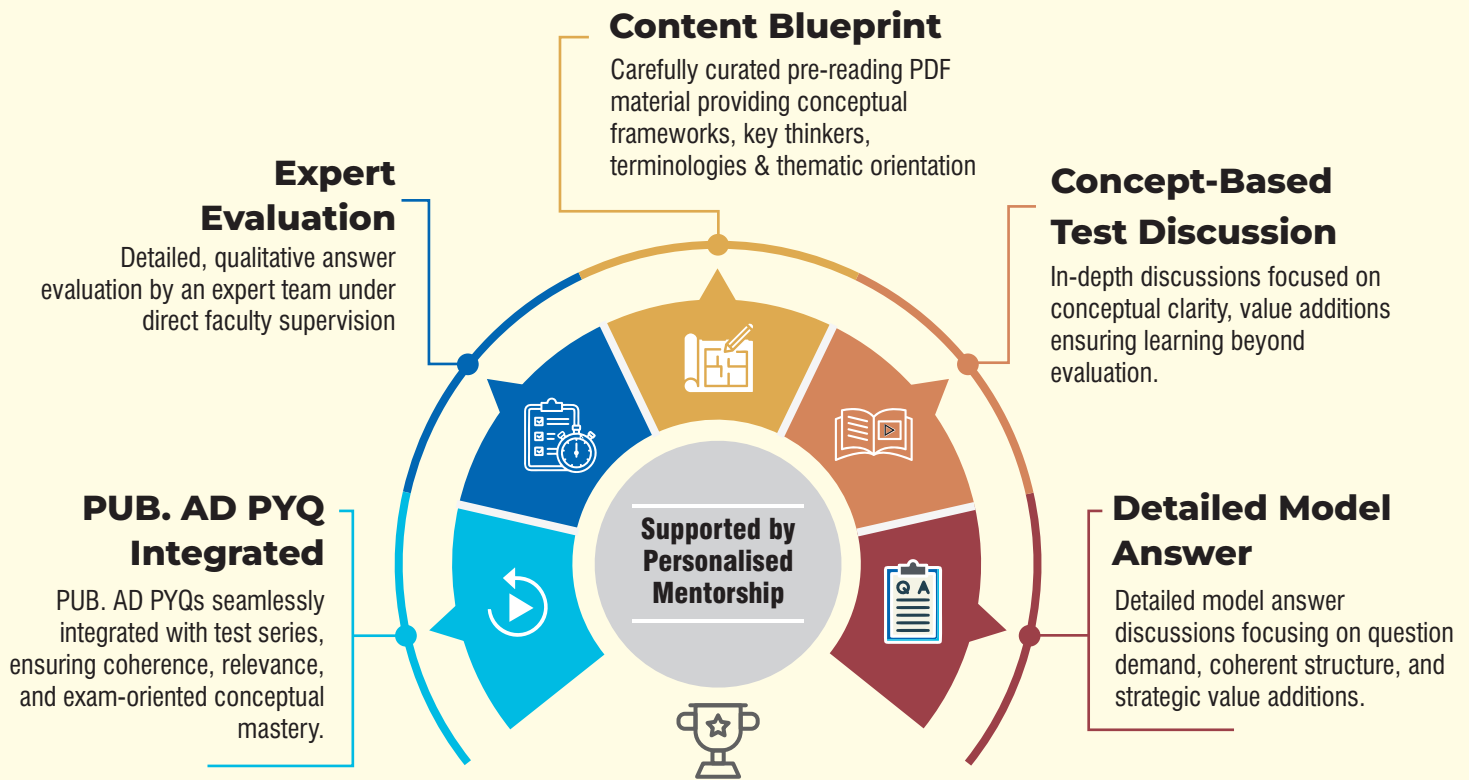 Content Blueprint
Carefully curated pre-reading PDF
material providing conceptual
frameworks, key thinkers,
terminologies & thematic orientation
Expert
Evaluation
Detailed, qualitative answer
evaluation by an expert team under
direct faculty supervision
Concept-Based
Test Discussion
In-depth discussions focused on
conceptual clarity, value additions
ensuring learning beyond
evaluation.
PUB. AD PYQ
Integrated
PUB. AD PYQs seamlessly
integrated with test series,
ensuring coherence, relevance,
and exam-oriented conceptual
mastery.
Supported by
Personalised
Mentorship
Q A
Detailed Model
Answer
Detailed model answer
discussions focusing on question
demand, coherent structure, and
strategic value additions.